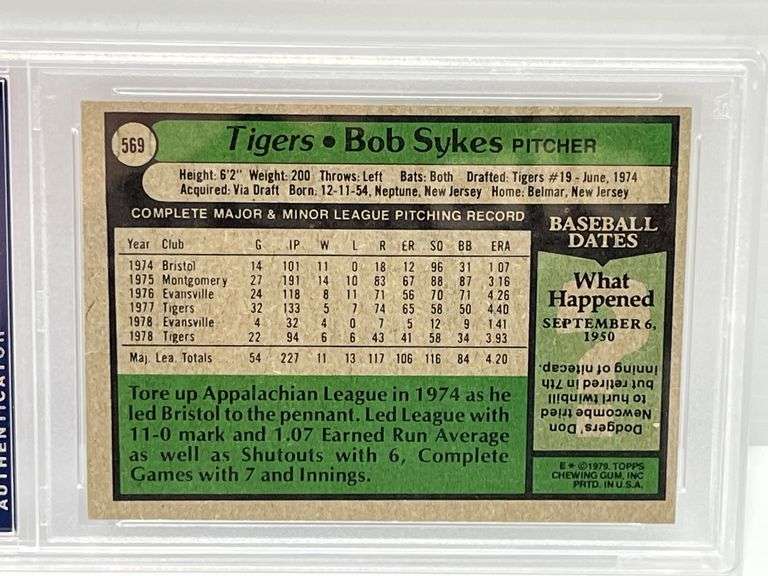 569
Tigers • Bob Sykes PITCHER
Height: 6'2" Weight: 200 Throws: Left Bats: Both Drafted: Tigers #19 - June, 1974
Acquired: Via Draft Born: 12-11-54, Neptune, New Jersey Home: Belmar, New Jersey
COMPLETE MAJOR & MINOR LEAGUE PITCHING RECORD
Year Club G IP W L R ER SO BB ERA
1974 Bristol 14 101 11 0 18 12 96 31 1.07
1975 Montgomery 27 191 14 10 83 67 88 87 3.16
1976 Evansville 24 118 8 11 71 56 70 71 4.26
1977 Tigers 32 133 5 7 74 65 58 50 4.40
1978 Evansville 4 32 4 0 7 5 12 9 1.41
1978 Tigers 22 94 6 6 43 41 58 34 3.93
Maj. Lea. Totals 54 227 11 13 117 106 116 84 4.20
Tore up Appalachian League in 1974 as he
led Bristol to the pennant. Led League with
11-0 mark and 1.07 Earned Run Average
as well as Shutouts with 6, Complete
Games with 7 and Innings.
BASEBALL
DATES
What
Happened
SEPTEMBER 6,
1950
?
Dodgers' Don
Newcombe tried
to hurl twinbill
but retired in 7th
inning of nitecap.
E * ©1979 TOPPS
CHEWING GUM, INC
PRTD. IN U.S.A.
AUTHENTICATOR